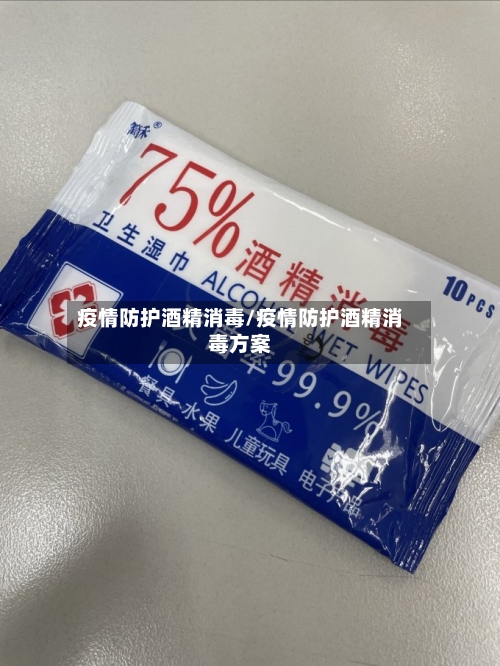 简禾®
75%酒精消毒
卫生湿巾 ALCOHOL WET WIPES
10PCS
疫情防护酒精消毒/疫情防护酒精消
毒方案
率99.9%
餐具·水果
儿童玩具
电子产品